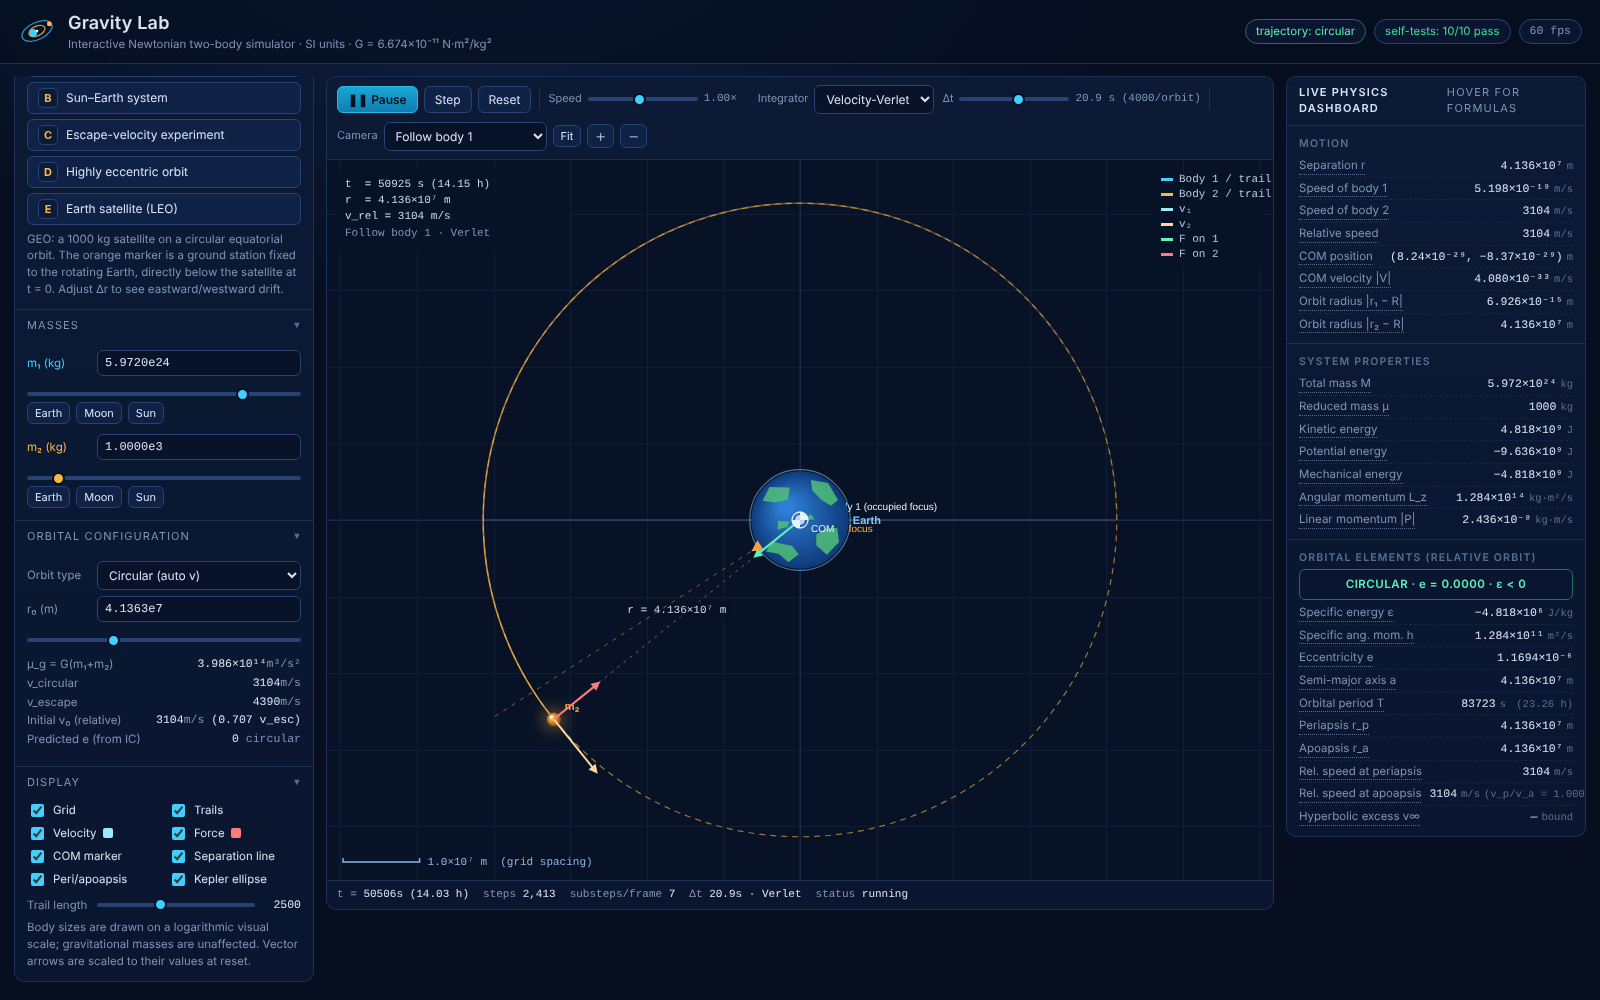 Gravity Lab
Interactive Newtonian two-body simulator · SI units · G = 6.674×10⁻¹¹ N·m²/kg²
trajectory: circular
self-tests: 10/10 pass
60 fps
B Sun–Earth system
C Escape-velocity experiment
D Highly eccentric orbit
E Earth satellite (LEO)
GEO: a 1000 kg satellite on a circular equatorial
orbit. The orange marker is a ground station fixed
to the rotating Earth, directly below the satellite at
t = 0. Adjust Δr to see eastward/westward drift.
MASSES
m₁ (kg) 5.9720e24
Earth Moon Sun
m₂ (kg) 1.0000e3
Earth Moon Sun
ORBITAL CONFIGURATION
Orbit type Circular (auto v)
r₀ (m) 4.1363e7
μ_g = G(m₁+m₂) 3.986×10¹⁴m³/s²
v_circular 3104m/s
v_escape 4390m/s
Initial v₀ (relative) 3104m/s (0.707 v_esc)
Predicted e (from IC) 0 circular
DISPLAY
Grid Trails
Velocity Force
COM marker Separation line
Peri/apoapsis Kepler ellipse
Trail length 2500
Body sizes are drawn on a logarithmic visual
scale; gravitational masses are unaffected. Vector
arrows are scaled to their values at reset.
Pause Step Reset Speed 1.00× Integrator Velocity-Verlet Δt 20.9 s (4000/orbit)
Camera Follow body 1 Fit + −
t = 50925 s (14.15 h)
r = 4.136×10⁷ m
v_rel = 3104 m/s
Follow body 1 · Verlet
Body 1 / trail
Body 2 / trail
v₁
v₂
F on 1
F on 2
y 1 (occupied focus)
Earth
COM
focus
r = 4.136×10⁷ m
m₂
1.0×10⁷ m (grid spacing)
t = 50506s (14.03 h) steps 2,413 substeps/frame 7 Δt 20.9s · Verlet status running
LIVE PHYSICS DASHBOARD
HOVER FOR FORMULAS
MOTION
Separation r 4.136×10⁷ m
Speed of body 1 5.198×10⁻¹⁹ m/s
Speed of body 2 3104 m/s
Relative speed 3104 m/s
COM position (8.24×10⁻²⁹, −8.37×10⁻²⁹) m
COM velocity |V| 4.080×10⁻³³ m/s
Orbit radius |r₁ − R| 6.926×10⁻¹⁵ m
Orbit radius |r₂ − R| 4.136×10⁷ m
SYSTEM PROPERTIES
Total mass M 5.972×10²⁴ kg
Reduced mass μ 1000 kg
Kinetic energy 4.818×10⁹ J
Potential energy −9.636×10⁹ J
Mechanical energy −4.818×10⁹ J
Angular momentum L_z 1.284×10¹⁴ kg·m²/s
Linear momentum |P| 2.436×10⁻⁸ kg·m/s
ORBITAL ELEMENTS (RELATIVE ORBIT)
CIRCULAR · e = 0.0000 · ε < 0
Specific energy ε −4.818×10⁶ J/kg
Specific ang. mom. h 1.284×10¹¹ m²/s
Eccentricity e 1.1694×10⁻⁶
Semi-major axis a 4.136×10⁷ m
Orbital period T 83723 s (23.26 h)
Periapsis r_p 4.136×10⁷ m
Apoapsis r_a 4.136×10⁷ m
Rel. speed at periapsis 3104 m/s
Rel. speed at apoapsis 3104 m/s (v_p/v_a = 1.000
Hyperbolic excess v∞ — bound